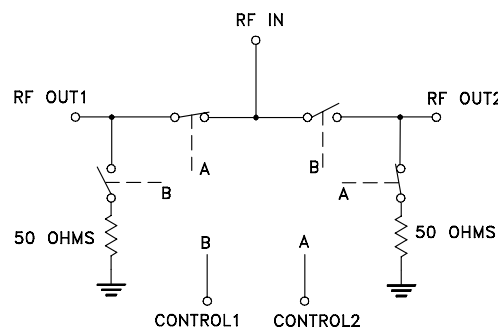 RF IN
RF OUT1
RF OUT2
A
B
B
A
50 OHMS
50 OHMS
B
A
CONTROL1
CONTROL2